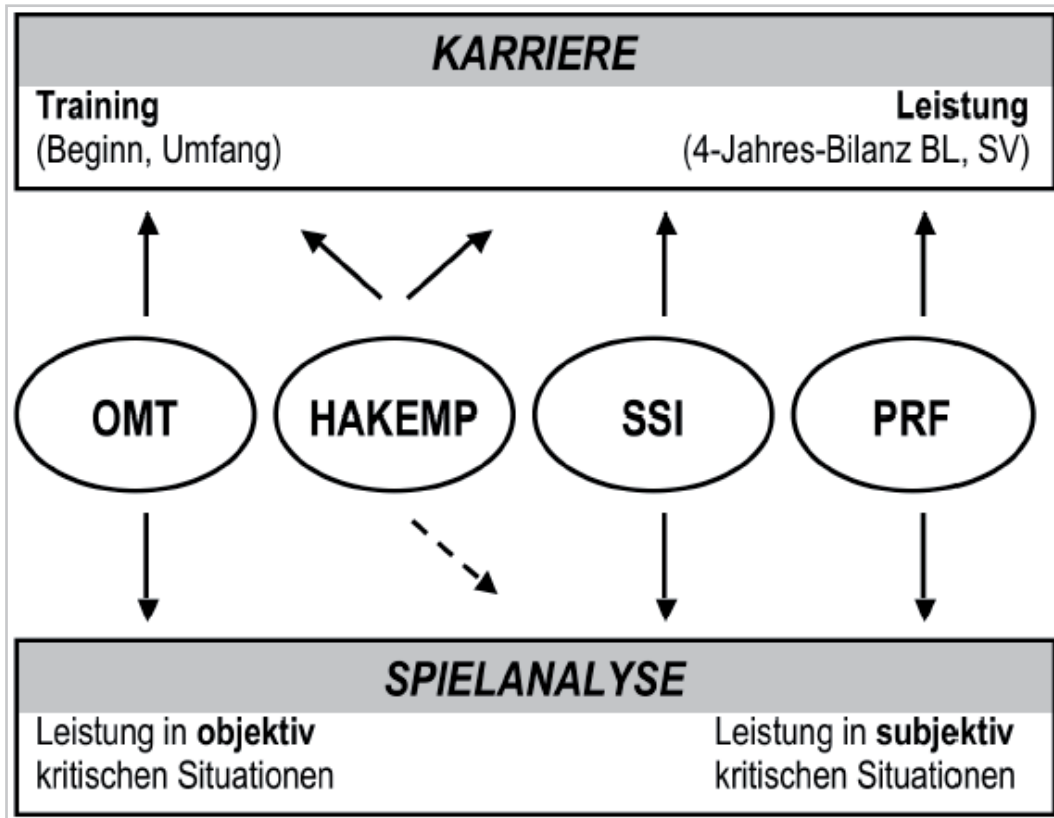 KARRIERE
Training
(Beginn, Umfang)
Leistung
(4-Jahres-Bilanz BL, SV)
OMT
HAKEMP
SSI
PRF
SPIELANALYSE
Leistung in objektiv
kritischen Situationen
Leistung in subjektiv
kritischen Situationen